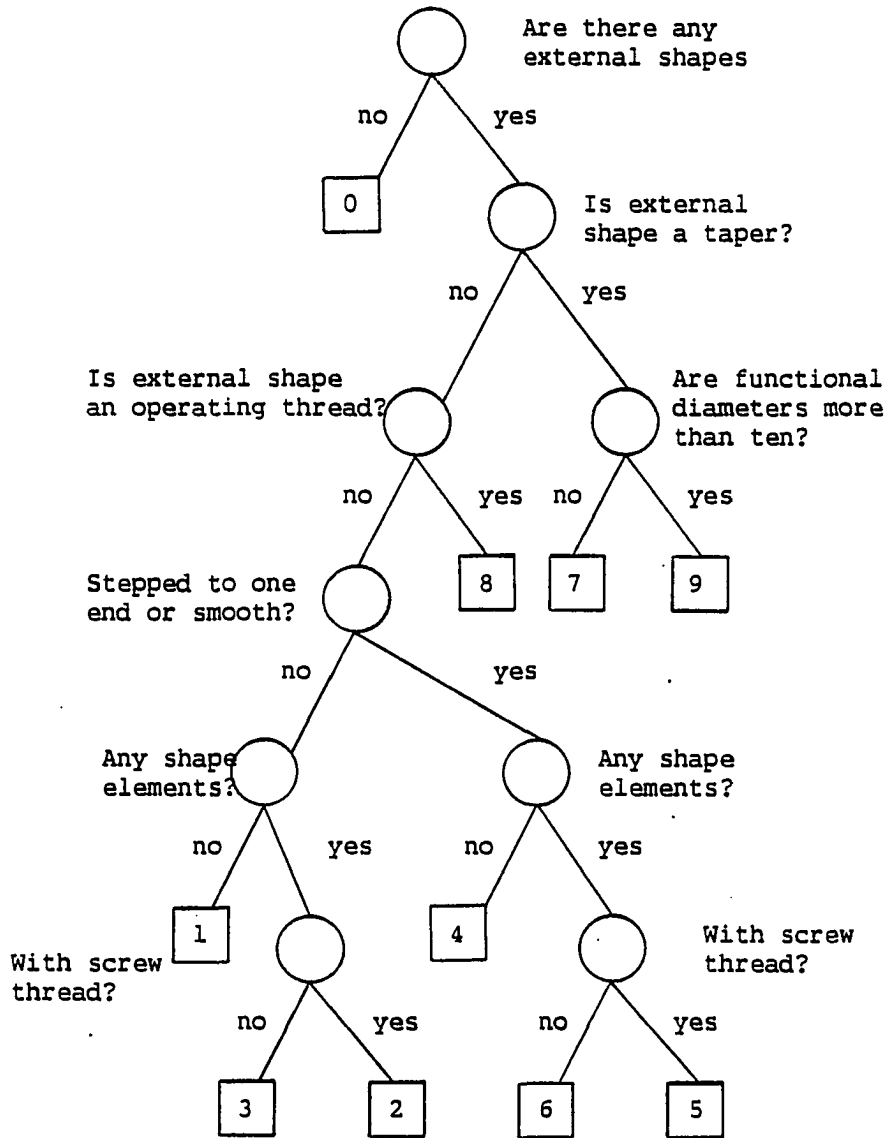 Are there any
external shapes
no
yes
0
Is external
shape a taper?
no
yes
Is external shape
an operating thread?
Are functional
diameters more
than ten?
no
yes
no
yes
8
7
9
Stepped to one
end or smooth?
no
yes
Any shape
elements?
Any shape
elements?
no
yes
no
yes
1
4
With screw
thread?
With screw
thread?
no
yes
no
yes
3
2
6
5